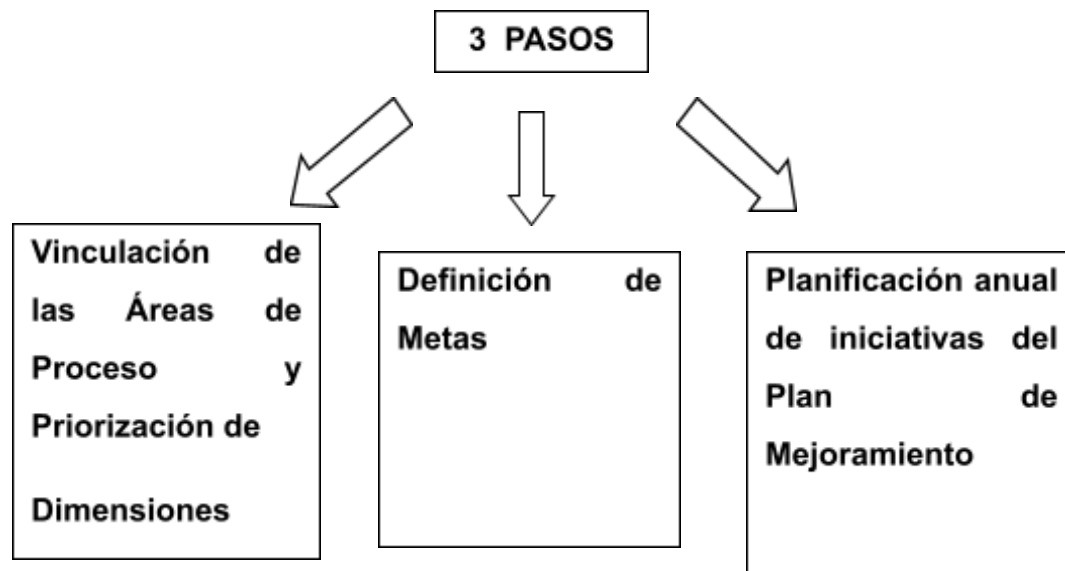 3 PASOS
Vinculación de
las Áreas de
Proceso y
Priorización de
Dimensiones
Definición de
Metas
Planificación anual
de iniciativas del
Plan de
Mejoramiento